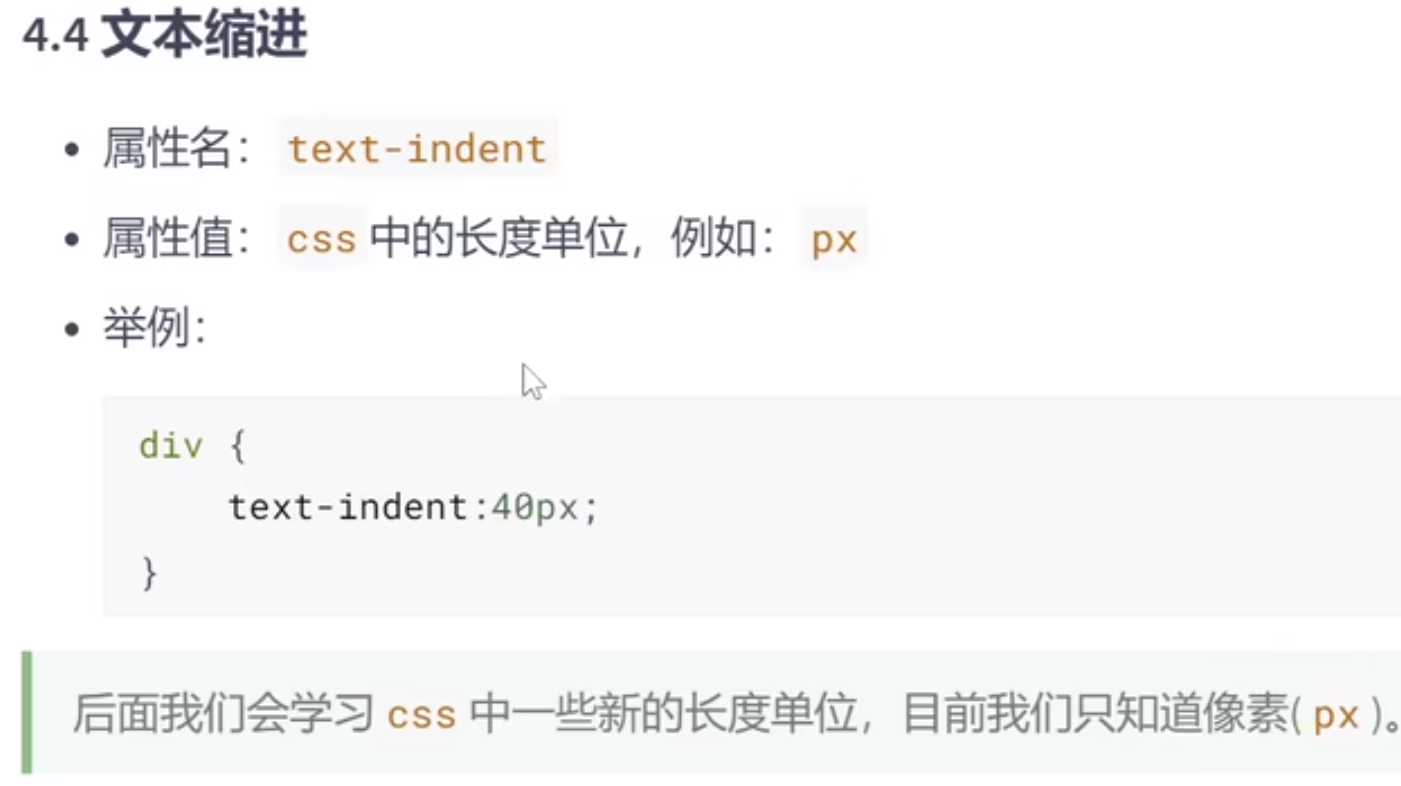 4.4 文本缩进
• 属性名： text-indent
• 属性值： css 中的长度单位，例如： px
• 举例：
div {
    text-indent:40px;
}
后面我们会学习 css 中一些新的长度单位，目前我们只知道像素( px )。